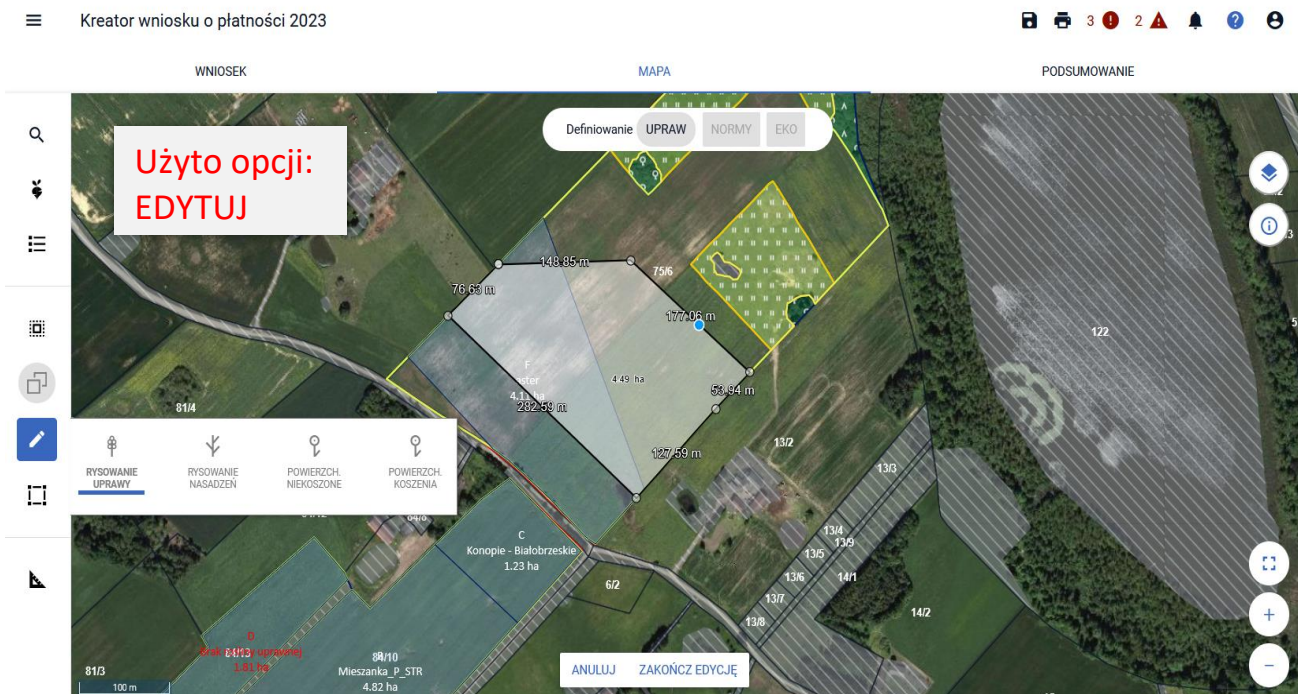 Kreator wniosku o płatności 2023
3
2
WNIOSEK
MAPA
PODSUMOWANIE
Definiowanie UPRAW NORMY EKO
Użyto opcji:
EDYTUJ
148.85 m
75/6
76.63 m
177.06 m
122
F
4.49 ha
4.11 ha
282.59 m
53.94 m
81/4
127.59 m
13/2
13/3
RYSOWANIE
UPRAWY
RYSOWANIE
NASADZEŃ
POWIERZCH.
NIEKOSZONE
POWIERZCH.
KOSZENIA
C
Konopie - Białobrzeskie
1.23 ha
13/4
13/9
13/5
13/6
14/1
6/2
13/7
13/8
14/2
D
1.81 ha
84/10
Mieszanka_P_STR
4.82 ha
81/3
100 m
ANULUJ
ZAKOŃCZ EDYCJĘ